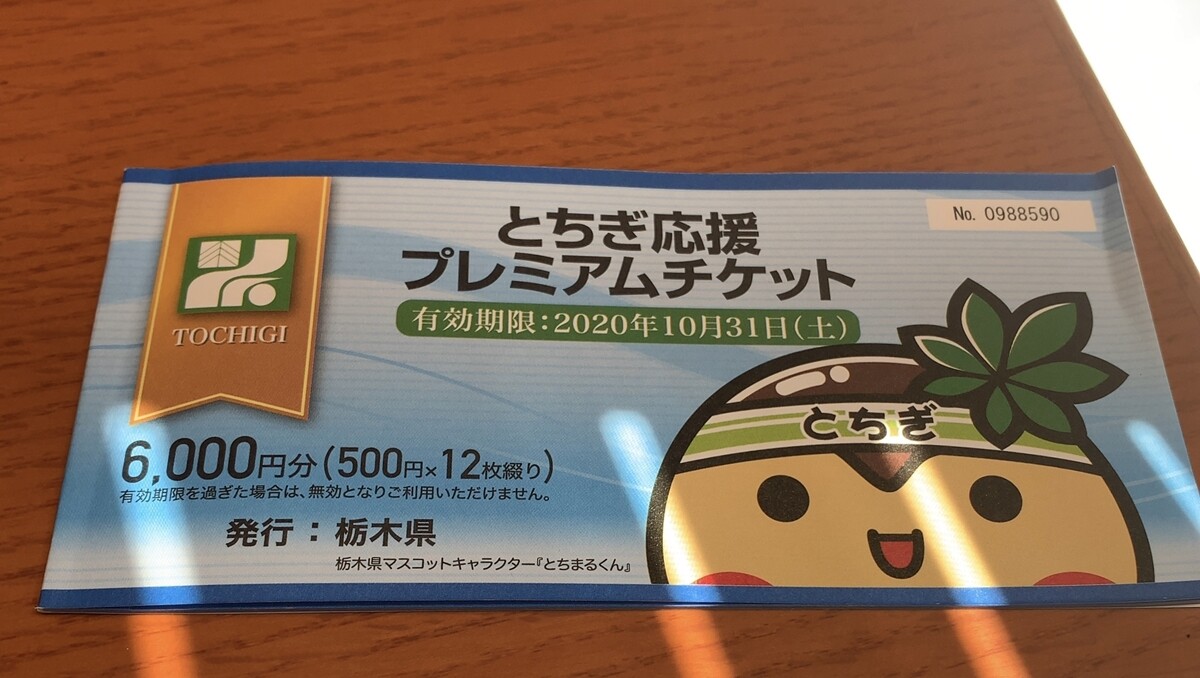 とちぎ応援
プレミアムチケット
No. 0988590
有効期限：2020年10月31日（土）
TOCHIGI
とちぎ
6,000円分（500円×12枚綴り）
有効期限を過ぎた場合は、無効となりご利用いただけません。
発行：栃木県
栃木県マスコットキャラクター『とちまるくん』